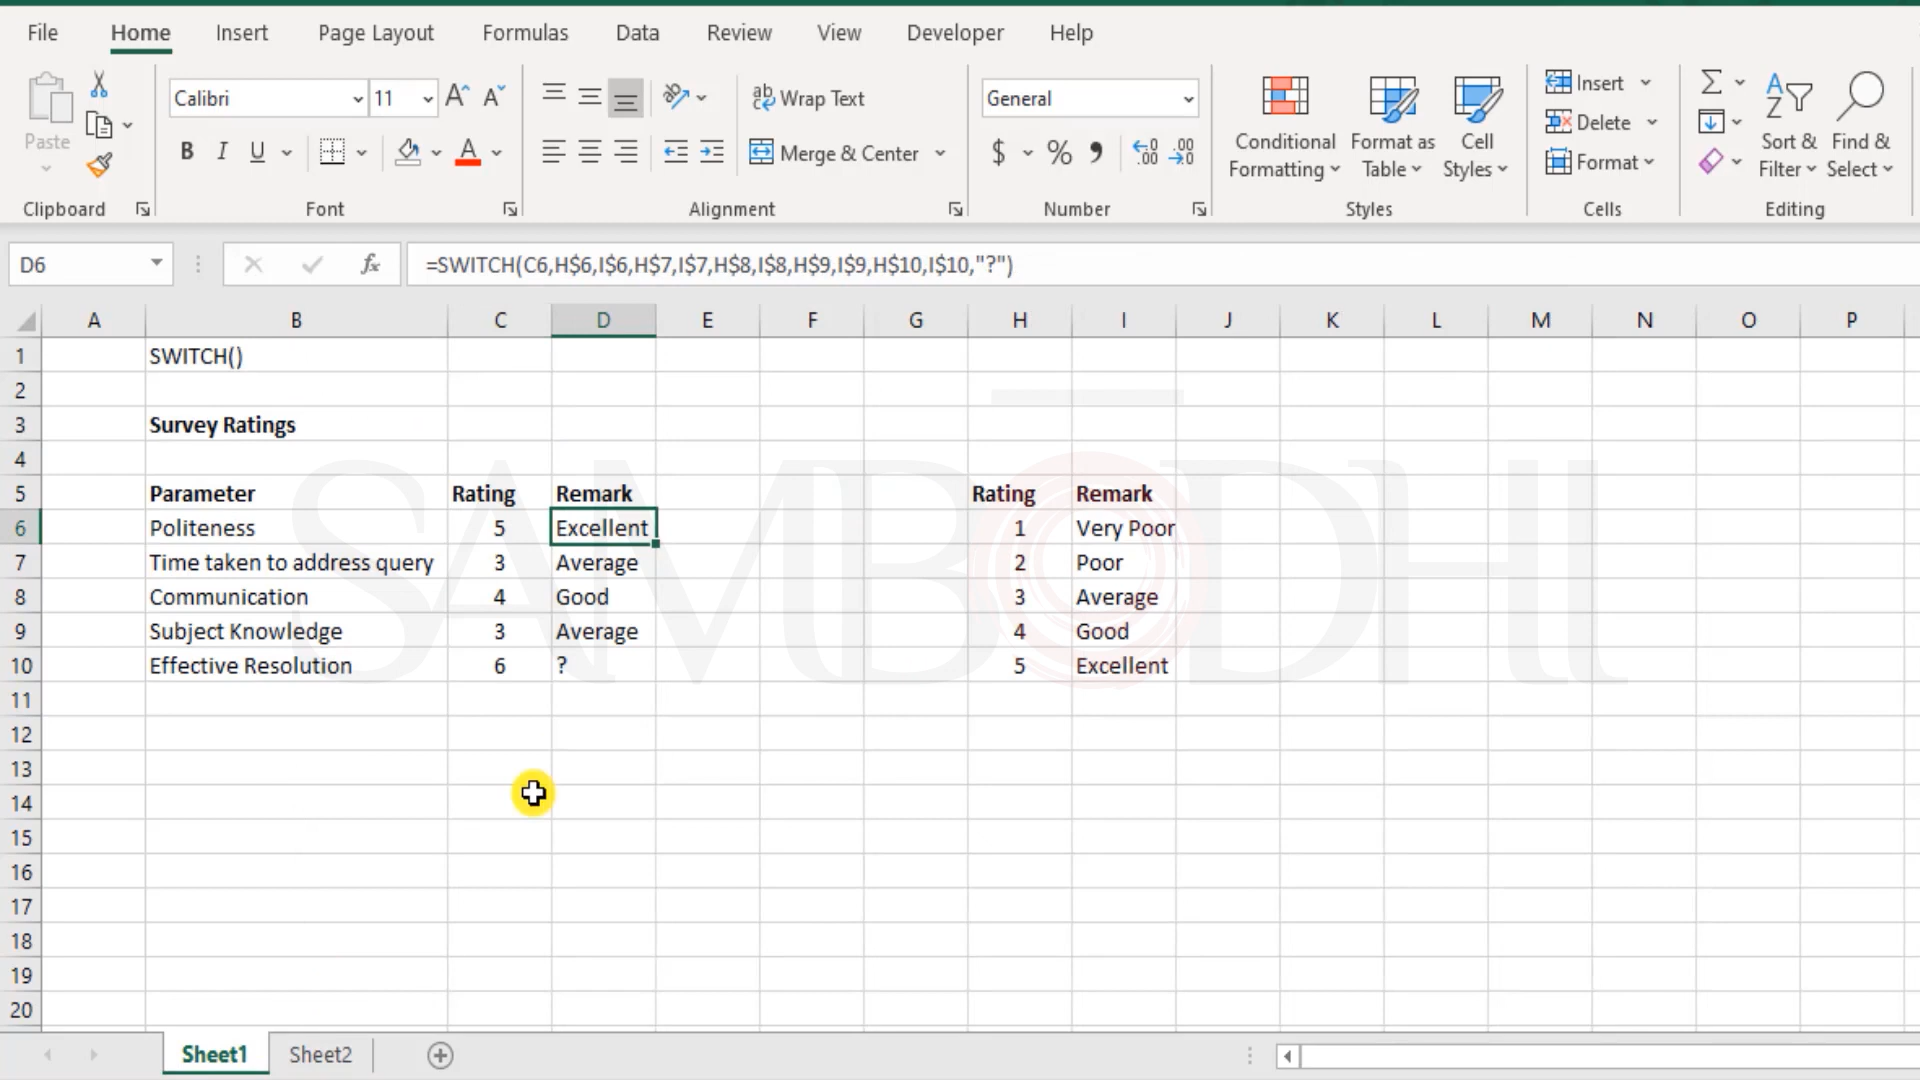 File Home Insert Page Layout Formulas Data Review View Developer Help
Paste Calibri 11 A A ab c Wrap Text General Conditional Formatting Format as Table Cell Styles Insert Delete Format Σ A Z Sort & Filter Find & Select
B I U A Merge & Center $ % , .00 .00
Clipboard Font Alignment Number Styles Cells Editing
D6 fx =SWITCH(C6,H$6,I$6,H$7,I$7,H$8,I$8,H$9,I$9,H$10,I$10,"?")
A B C D E F G H I J K L M N O P
1 SWITCH()
2
3 Survey Ratings
4
5 Parameter Rating Remark Rating Remark
6 Politeness 5 Excellent 1 Very Poor
7 Time taken to address query 3 Average 2 Poor
8 Communication 4 Good 3 Average
9 Subject Knowledge 3 Average 4 Good
10 Effective Resolution 6 ? 5 Excellent
SAMBODHI
11
12
13
14
15
16
17
18
19
20
Sheet1 Sheet2